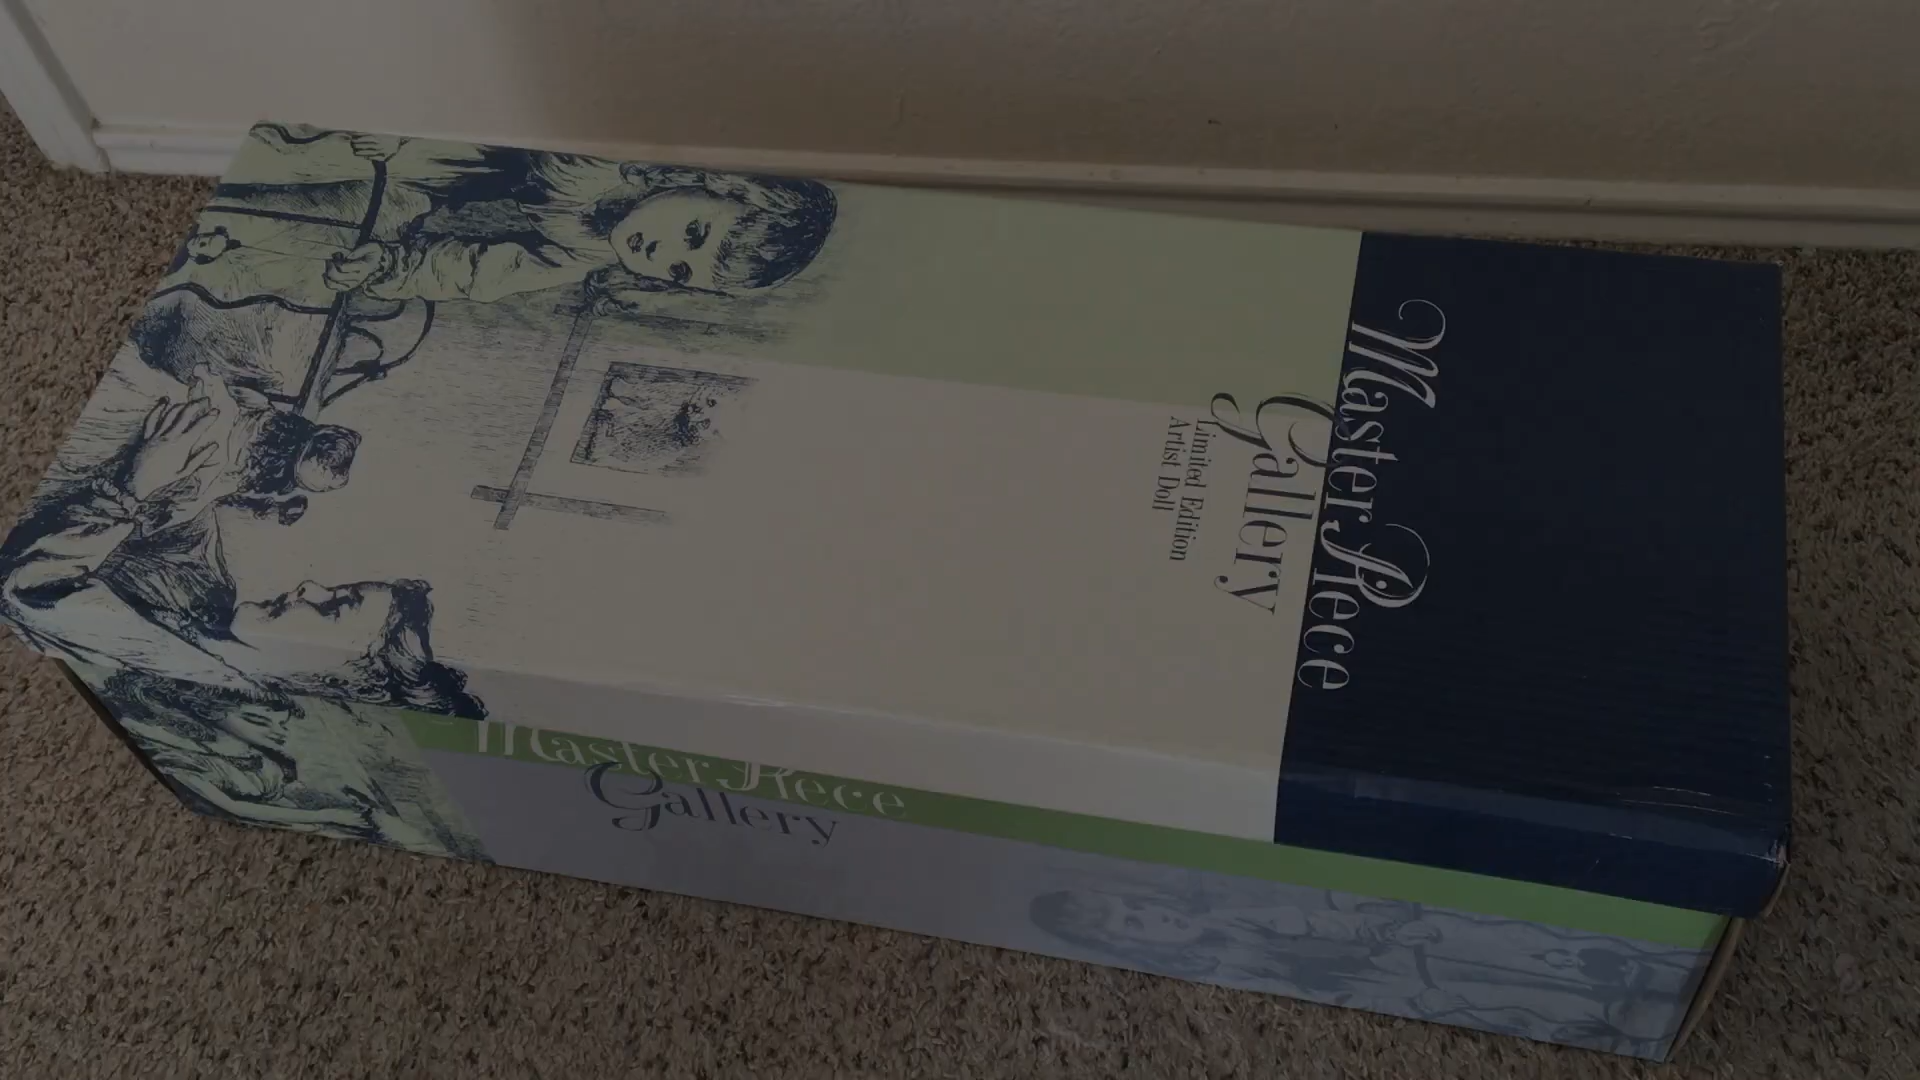 MasterPiece
Gallery
Limited Edition
Artist Doll
MasterPiece
Gallery